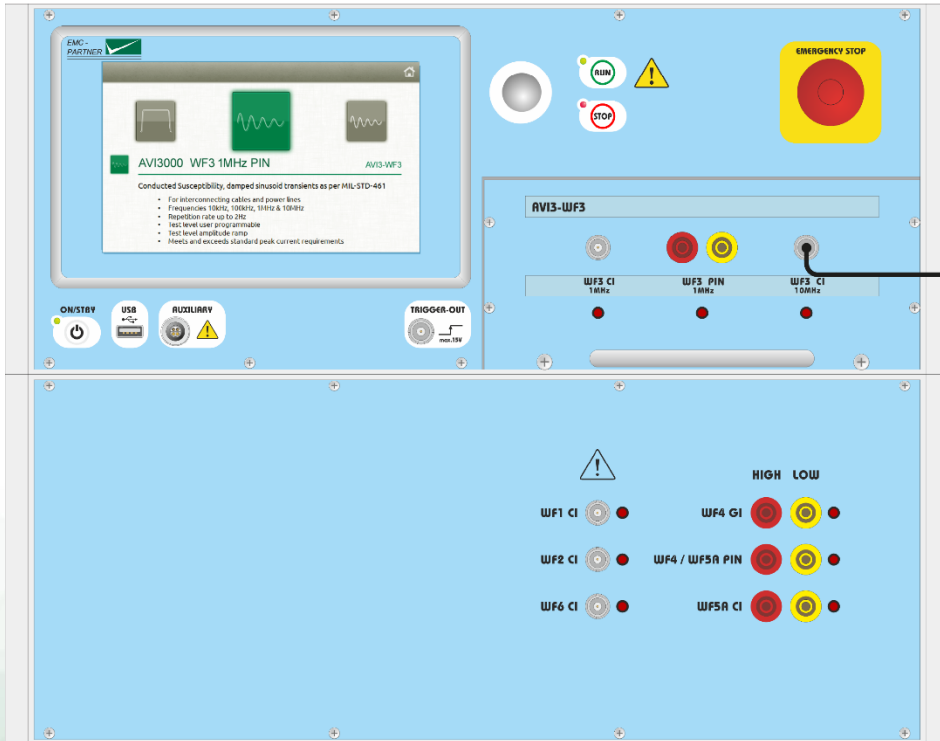 EMC -
PARTNER
AVI3000 WF3 1MHz PIN
AVI3-WF3
Conducted Susceptibility, damped sinusoid transients as per MIL-STD-461
• For interconnecting cables and power lines
• Frequencies 10kHz, 100kHz, 1MHz & 10MHz
• Repetition rate up to 2Hz
• Test level user programmable
• Test level amplitude ramp
• Meets and exceeds standard peak current requirements
RUN
STOP
EMERGENCY STOP
AVI3-WF3
WF3 CI
1MHz
WF3 PIN
1MHz
WF3 CI
10MHz
ON/STBY
USB
AUXILIARY
TRIGGER-OUT
max.15V
HIGH LOW
WF1 CI
WF4 GI
WF2 CI
WF4 / WF5A PIN
WF6 CI
WF5A CI